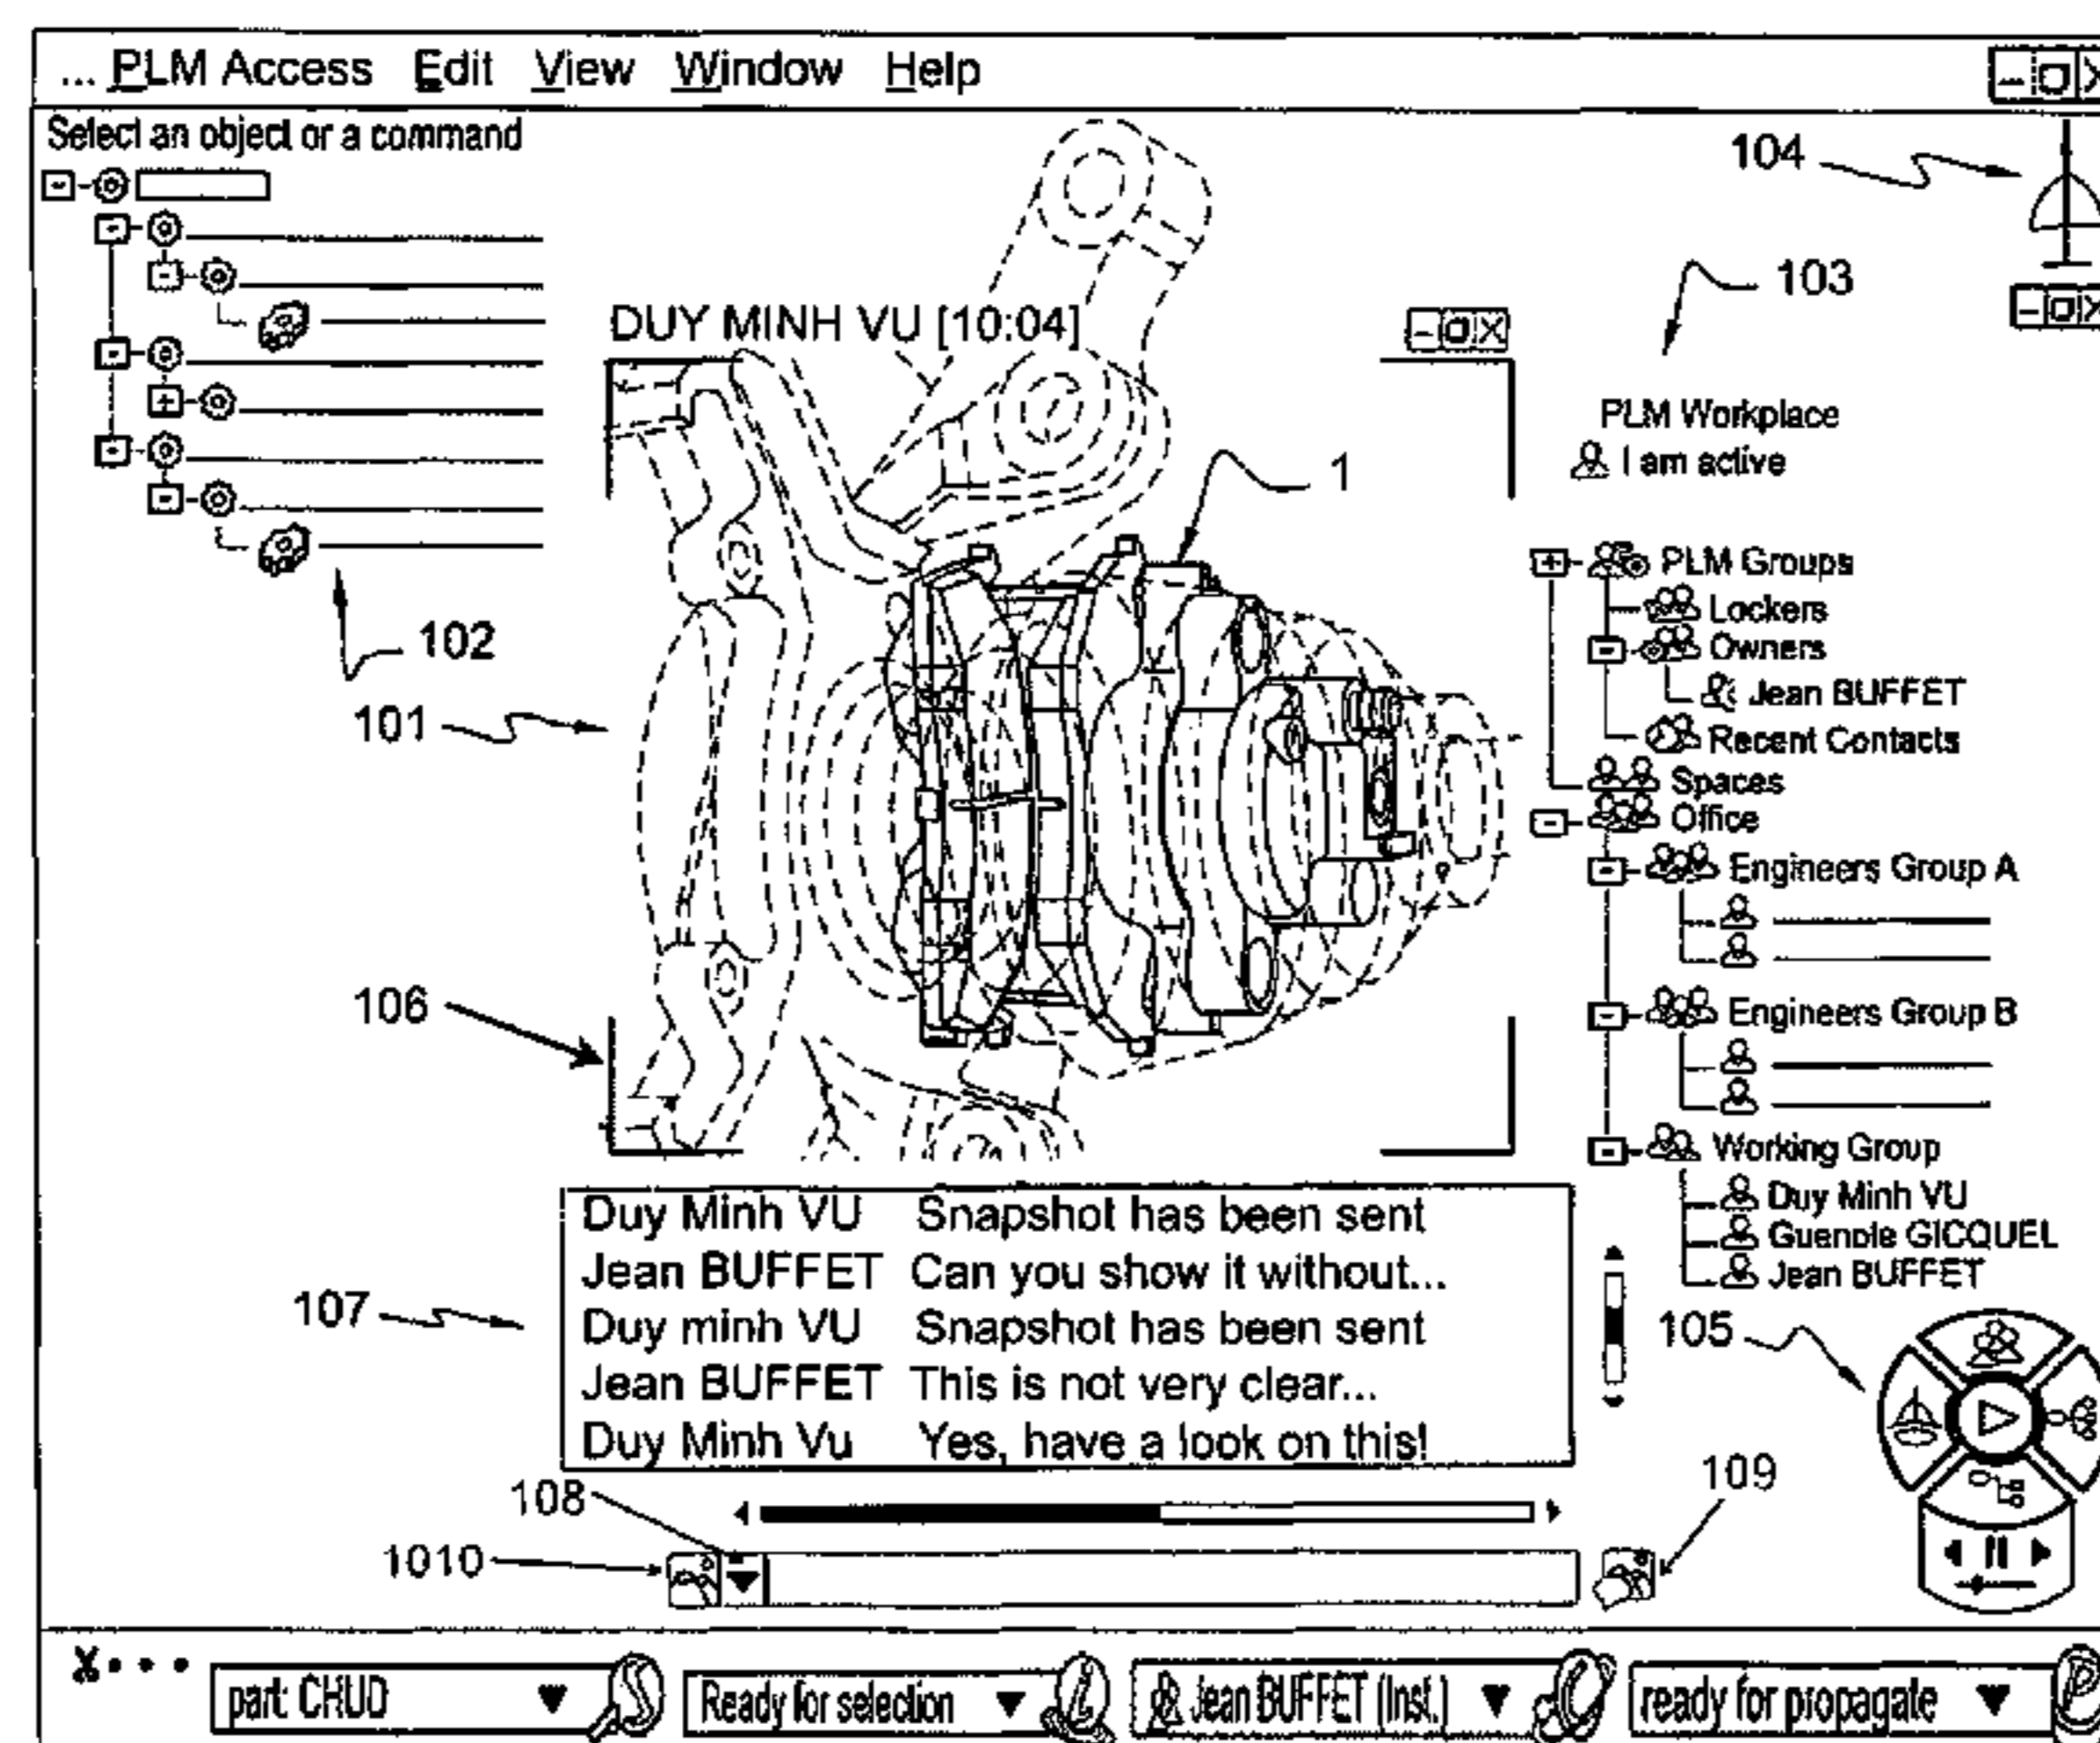 ... PLM Access Edit View Window Help
Select an object or a command
104
103
DUY MINH VU [10:04]
PLM Workplace
I am active
1
PLM Groups
Lockers
Owners
Jean BUFFET
Recent Contacts
Spaces
Office
102
101
Engineers Group A
106
Engineers Group B
Working Group
Duy Minh VU
Guenole GICQUEL
Jean BUFFET
Duy Minh VU Snapshot has been sent
Jean BUFFET Can you show it without...
Duy minh VU Snapshot has been sent
Jean BUFFET This is not very clear...
Duy Minh Vu Yes, have a look on this!
107
105
108
109
1010
part: CHUD
Ready for selection
Jean BUFFET (Inst.)
ready for propagate